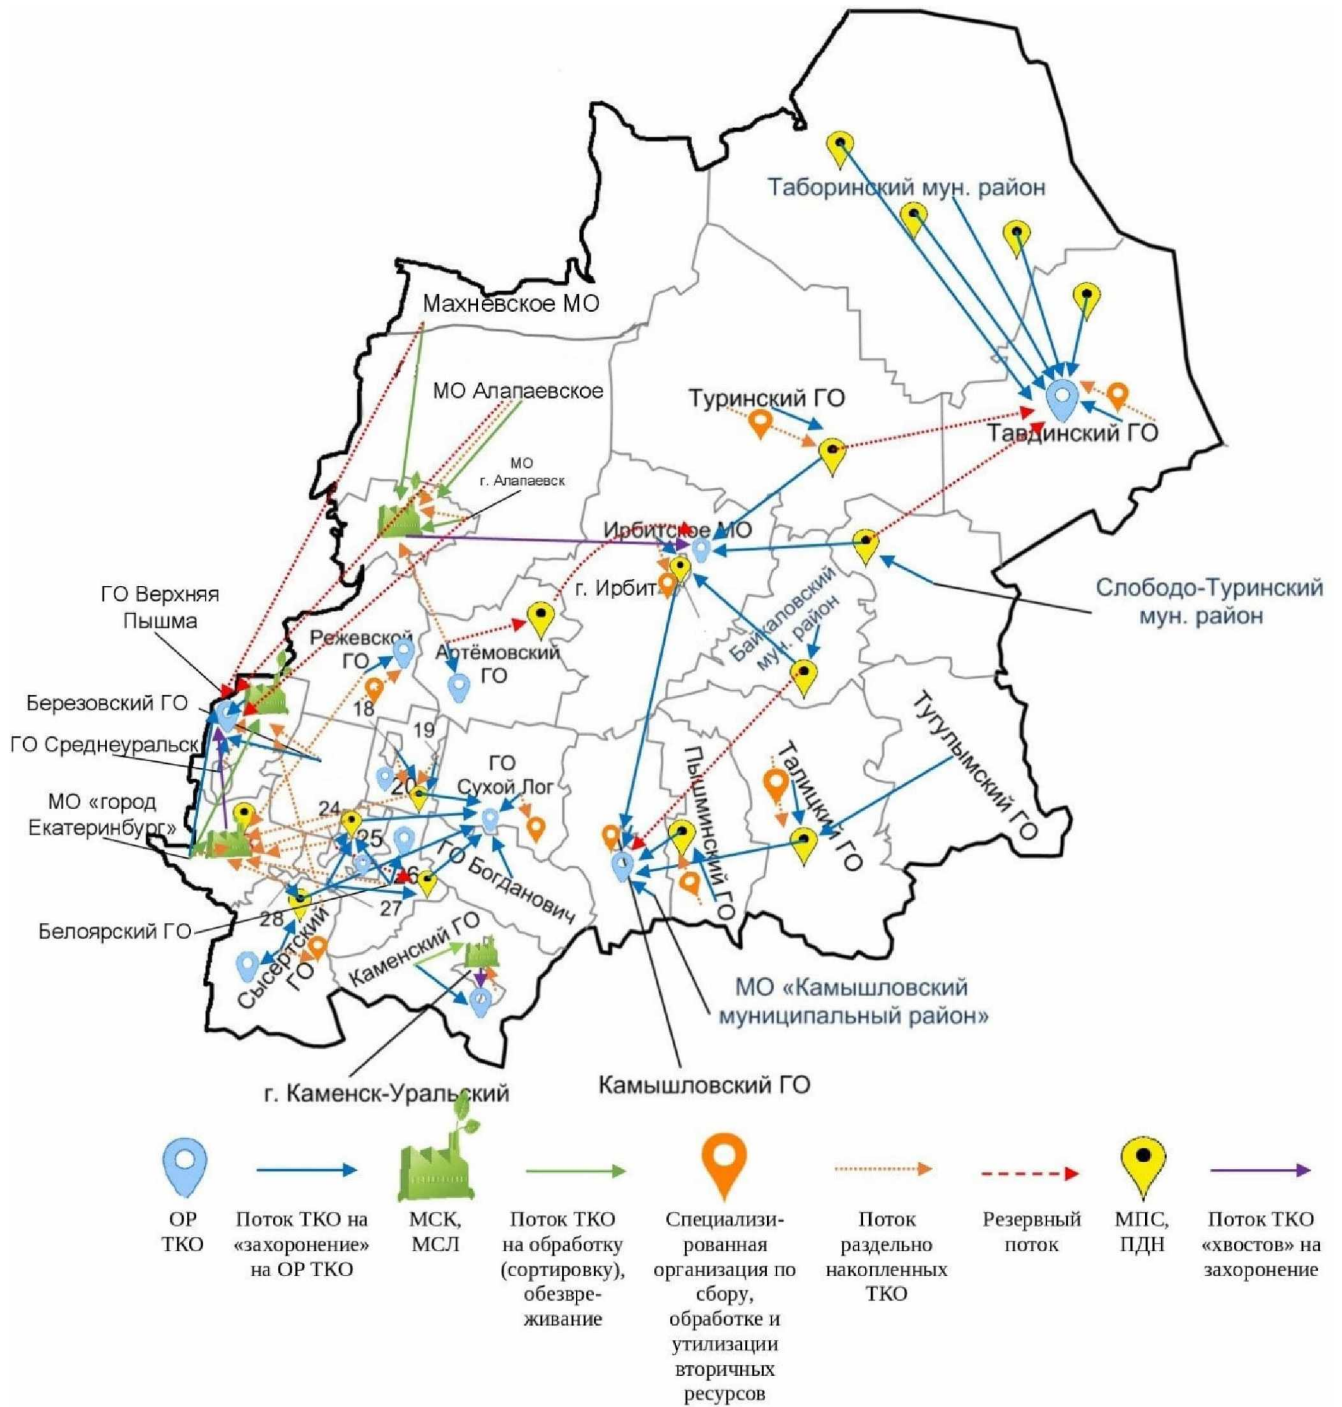 Таборинский мун. район
Махнёвское МО
МО Алапаевское
Туринский ГО
Тавдинский ГО
МО
г. Алапаевск
Ирбитское МО
г. Ирбит
Слободо-Туринский
мун. район
Байкаловский
мун. район
ГО Верхняя
Пышма
Режевской
ГО
Артёмовский
ГО
Березовский ГО
18
19
ГО Среднеуральск
ГО
Сухой Лог
20
Тугулымский ГО
Талицкий ГО
Пышминский ГО
МО «город
Екатеринбург»
24
25
26
27
28
ГО Богданович
Белоярский ГО
Сысертский
ГО
Каменский ГО
МО «Камышловский
муниципальный район»
г. Каменск-Уральский
Камышловский ГО
ОР
ТКО
Поток ТКО на
«захоронение»
на ОР ТКО
МСК,
МСЛ
Поток ТКО
на обработку
(сортировку),
обезвре-
живание
Специализи-
рованная
организация по
сбору,
обработке и
утилизации
вторичных
ресурсов
Поток
раздельно
накопленных
ТКО
Резервный
поток
МПС,
ПДН
Поток ТКО
«хвостов» на
захоронение